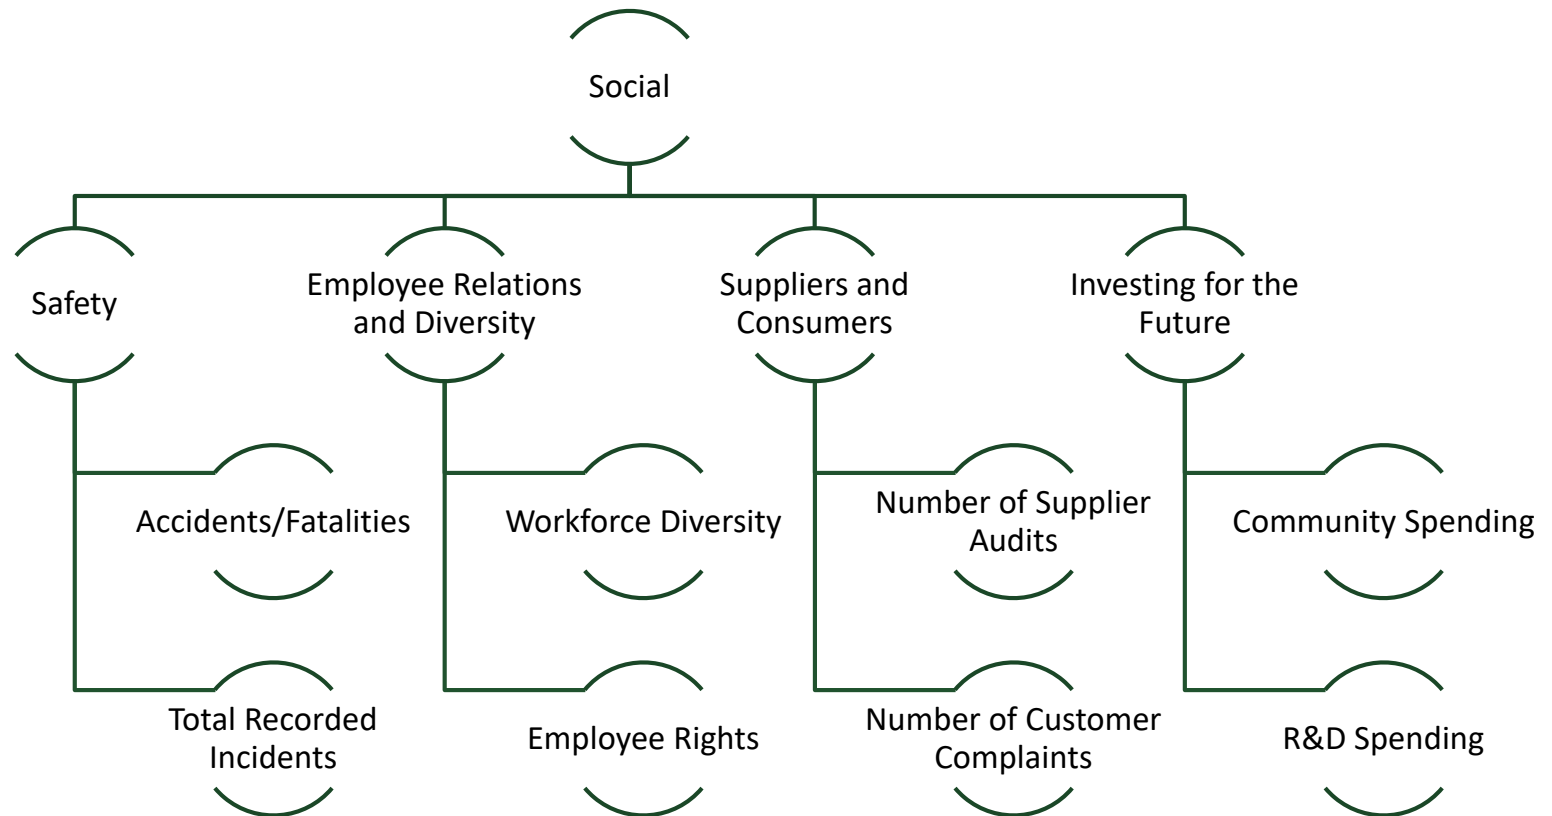 Social
Safety
Employee Relations
and Diversity
Suppliers and
Consumers
Investing for the
Future
Accidents/Fatalities
Workforce Diversity
Number of Supplier
Audits
Community Spending
Total Recorded
Incidents
Employee Rights
Number of Customer
Complaints
R&D Spending